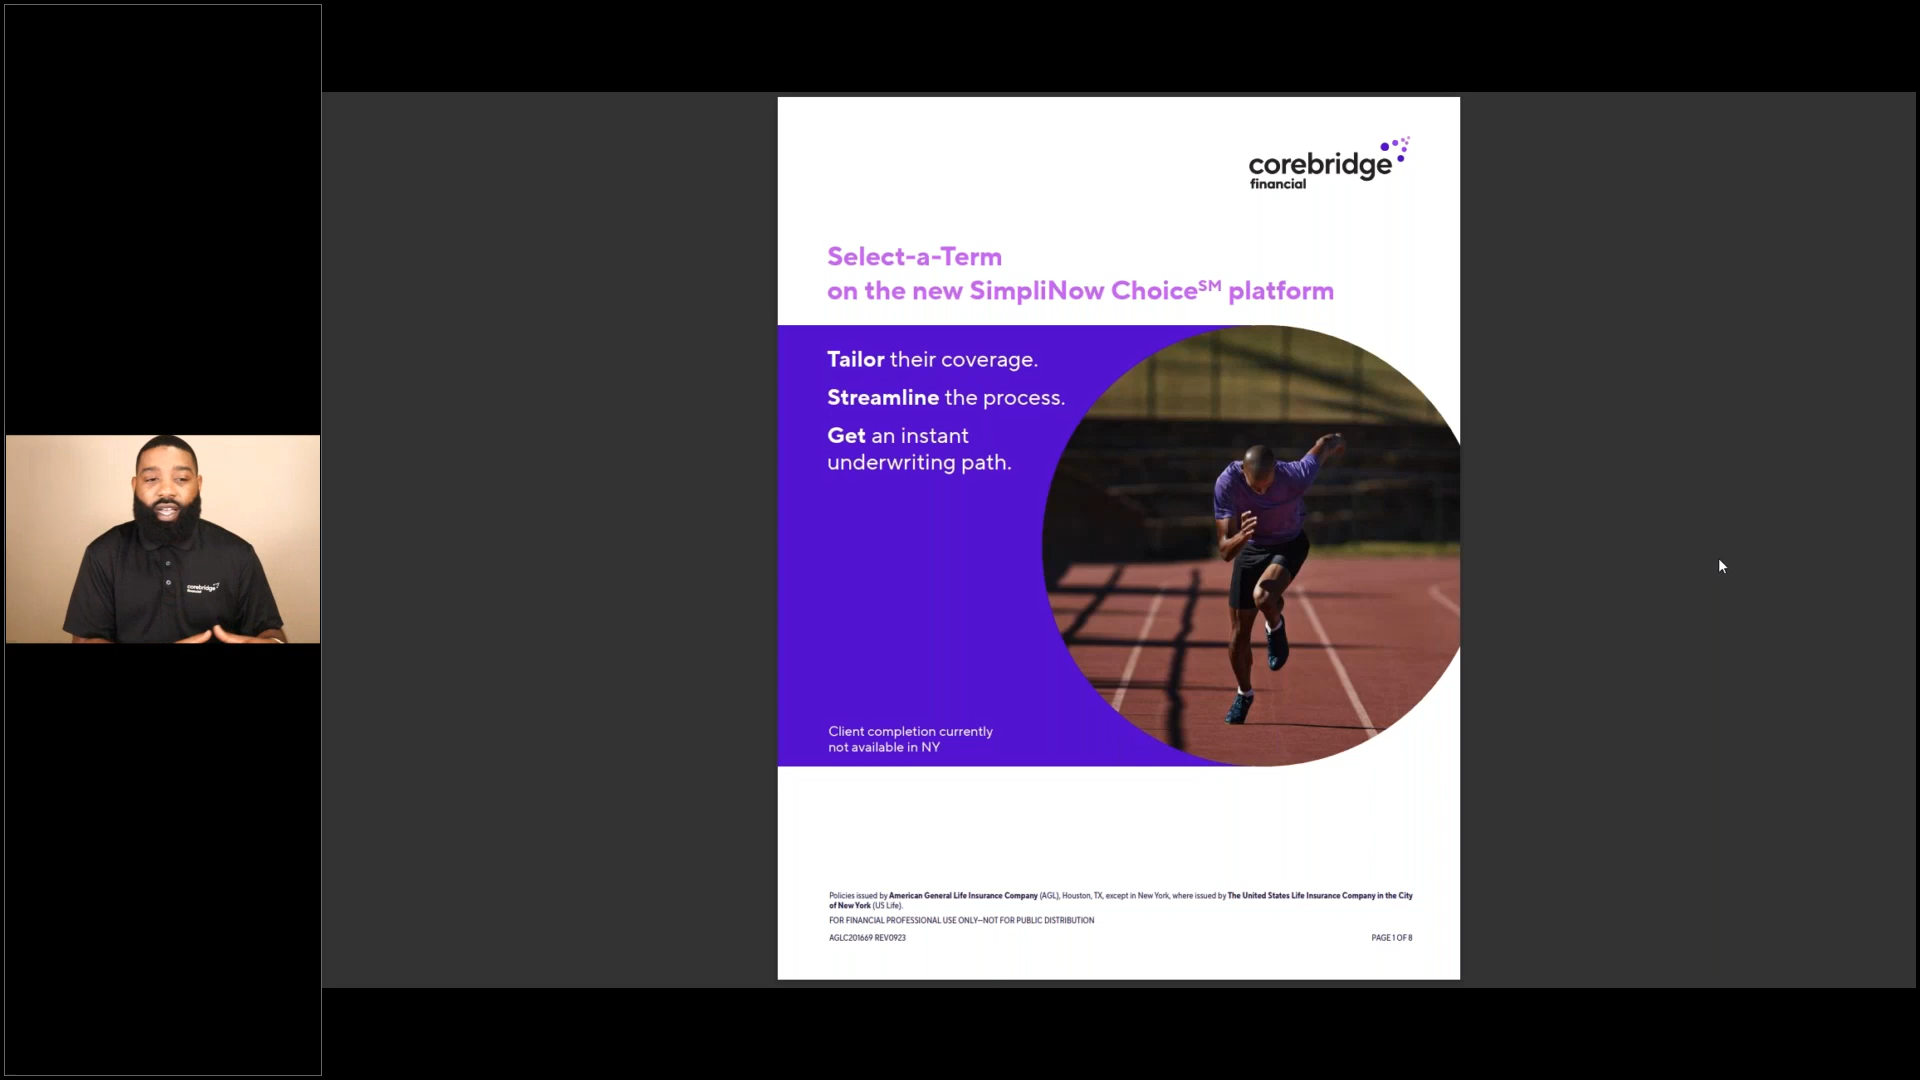 corebridge
financial
corebridge
financial
Select-a-Term
on the new SimpliNow Choice℠ platform
Tailor their coverage.
Streamline the process.
Get an instant
underwriting path.
Client completion currently
not available in NY
Policies issued by American General Life Insurance Company (AGL), Houston, TX, except in New York, where issued by The United States Life Insurance Company in the City
of New York (US Life).
FOR FINANCIAL PROFESSIONAL USE ONLY—NOT FOR PUBLIC DISTRIBUTION
AGLC201669 REV0923
PAGE 1 OF 8